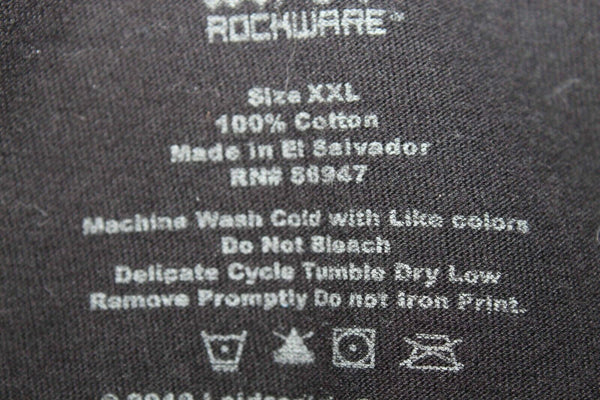 ROCKWARE™
Size XXL
100% Cotton
Made in El Salvador
RN# 86947
Machine Wash Cold with Like colors
Do Not Bleach
Delicate Cycle Tumble Dry Low
Remove Promptly Do not Iron Print.